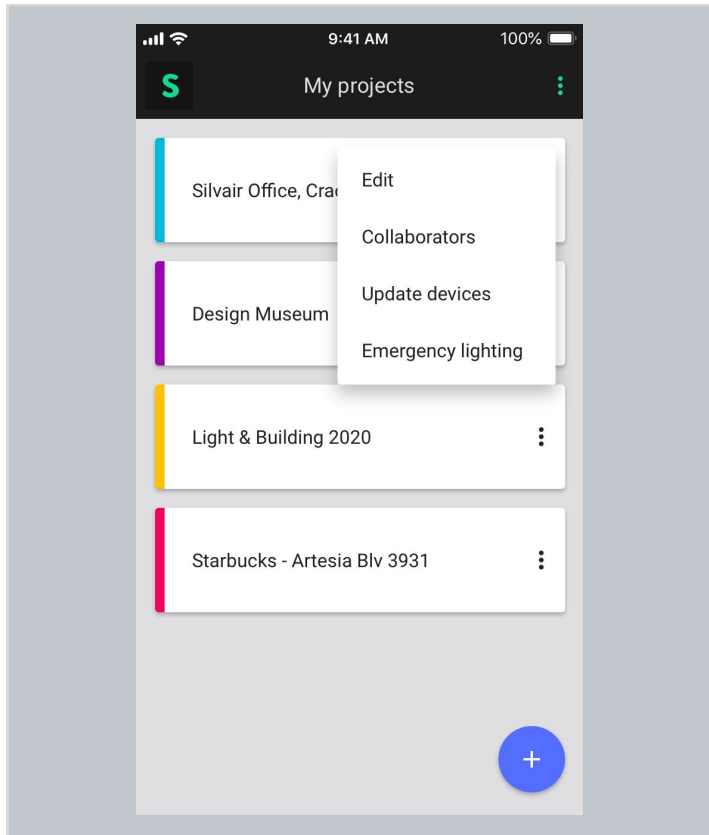 9:41 AM
100%
S
My projects
Silvair Office,
Edit
Collaborators
Design Museum
Update devices
Emergency lighting
Light & Building 2020
Starbucks - Artesia Blv 3931
+